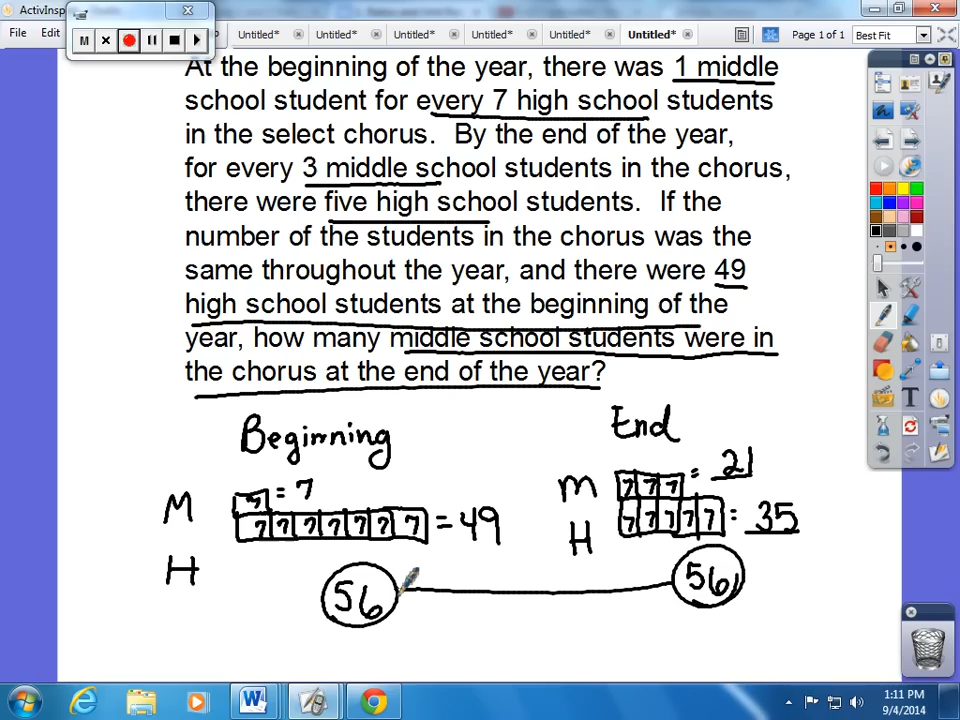 ActivInsp
File Edit
Untitled* Untitled* Untitled* Untitled* Untitled* Untitled* Page 1 of 1 Best Fit
M
At the beginning of the year, there was 1 middle
school student for every 7 high school students
in the select chorus. By the end of the year,
for every 3 middle school students in the chorus,
there were five high school students. If the
number of the students in the chorus was the
same throughout the year, and there were 49
high school students at the beginning of the
year, how many middle school students were in
the chorus at the end of the year?
Beginning
End
M 7 = 7
H 7 7 7 7 7 7 7 = 49
M 7 7 7 = 21
H 7 7 7 7 7 = 35
56
56
1:11 PM
9/4/2014